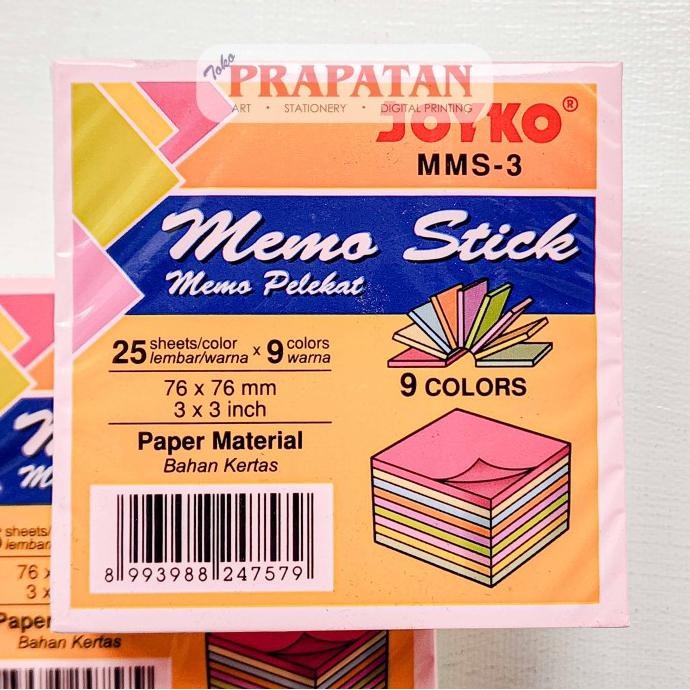 Toko
PRAPATAN
ART • STATIONERY • DIGITAL PRINTING
JOYKO®
MMS-3
Memo Stick
Memo Pelekat
25 sheets/color x 9 colors
lembar/warna warna
76 x 76 mm
3 x 3 inch
9 COLORS
Paper Material
Bahan Kertas
8 993988 247579
sheets/
lembar
76 x
3 x
Paper
Bahan Kertas